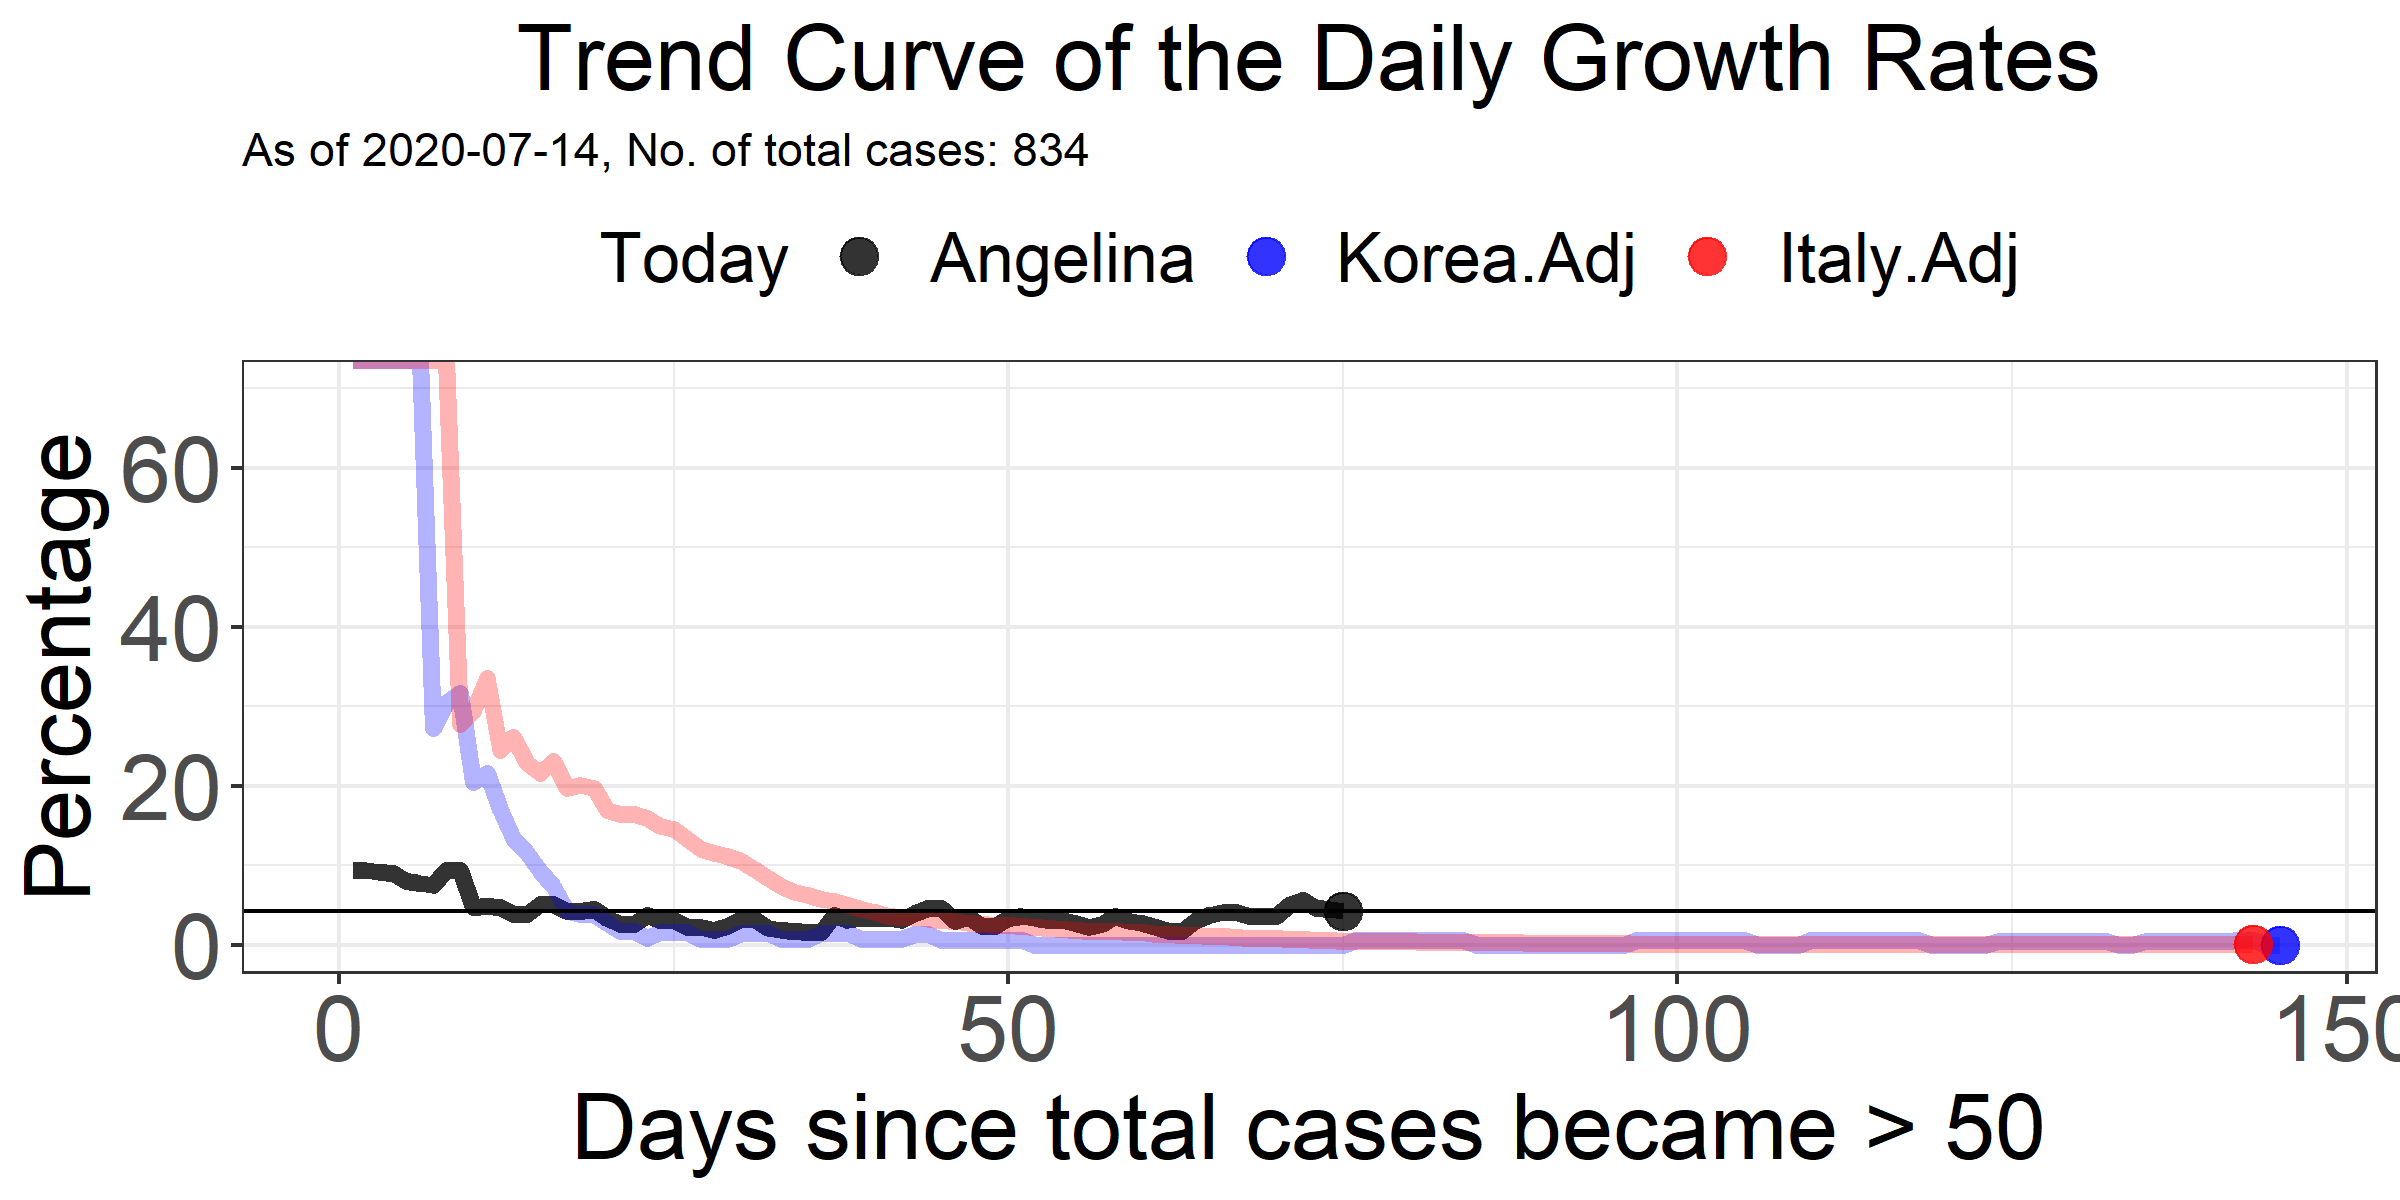 Trend Curve of the Daily Growth Rates
As of 2020-07-14, No. of total cases: 834
Today Angelina Korea.Adj Italy.Adj
Percentage
60
40
20
0
0 50 100 150
Days since total cases became > 50